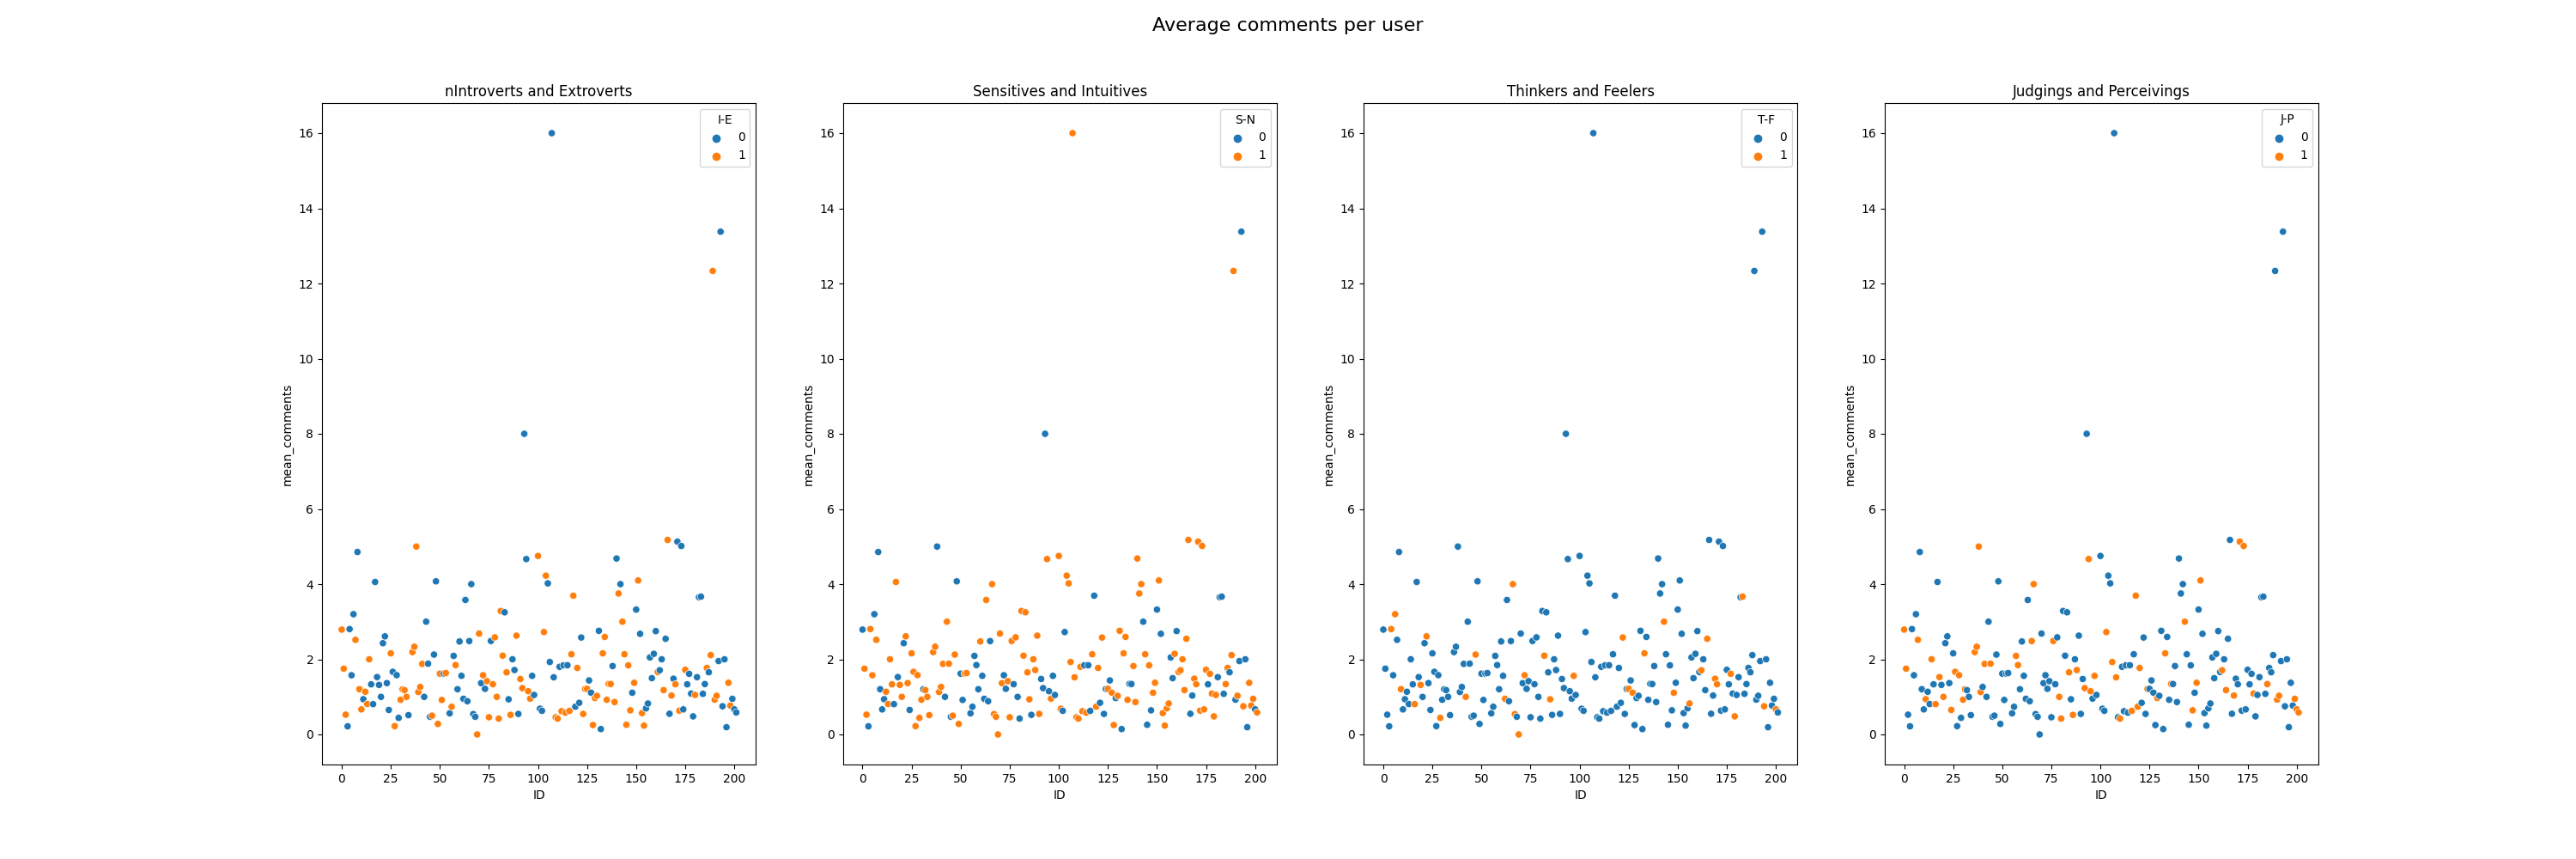 Average comments per user
nIntroverts and Extroverts
I-E
0
1
16
14
12
10
8
6
4
2
0
mean_comments
0 25 50 75 100 125 150 175 200
ID
Sensitives and Intuitives
S-N
0
1
16
14
12
10
8
6
4
2
0
mean_comments
0 25 50 75 100 125 150 175 200
ID
Thinkers and Feelers
T-F
0
1
16
14
12
10
8
6
4
2
0
mean_comments
0 25 50 75 100 125 150 175 200
ID
Judgings and Perceivings
J-P
0
1
16
14
12
10
8
6
4
2
0
mean_comments
0 25 50 75 100 125 150 175 200
ID